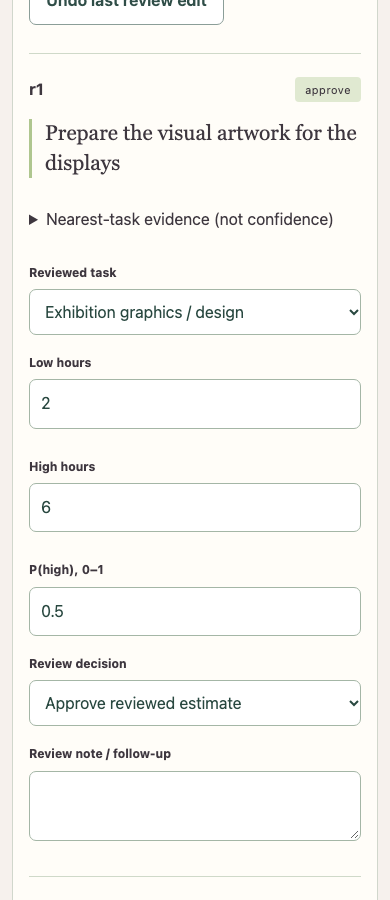 Undo last review edit
r1
approve
Prepare the visual artwork for the
displays
Nearest-task evidence (not confidence)
Reviewed task
Exhibition graphics / design
Low hours
2
High hours
6
P(high), 0–1
0.5
Review decision
Approve reviewed estimate
Review note / follow-up